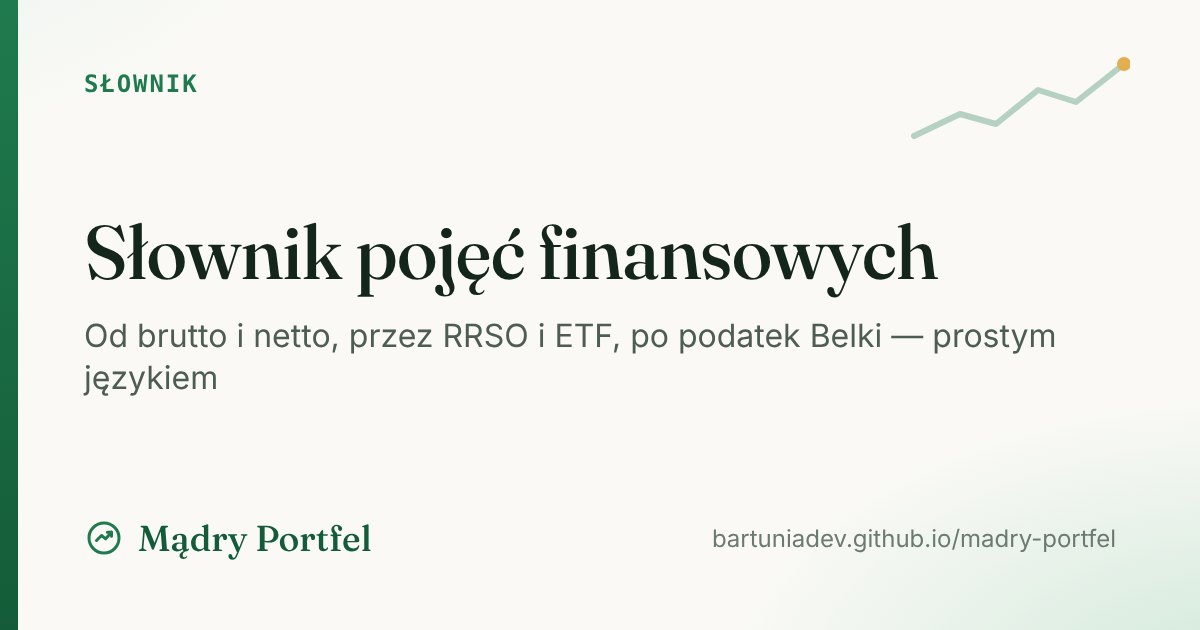 SŁOWNIK
Słownik pojęć finansowych
Od brutto i netto, przez RRSO i ETF, po podatek Belki — prostym
językiem
Mądry Portfel
bartuniadev.github.io/madry-portfel